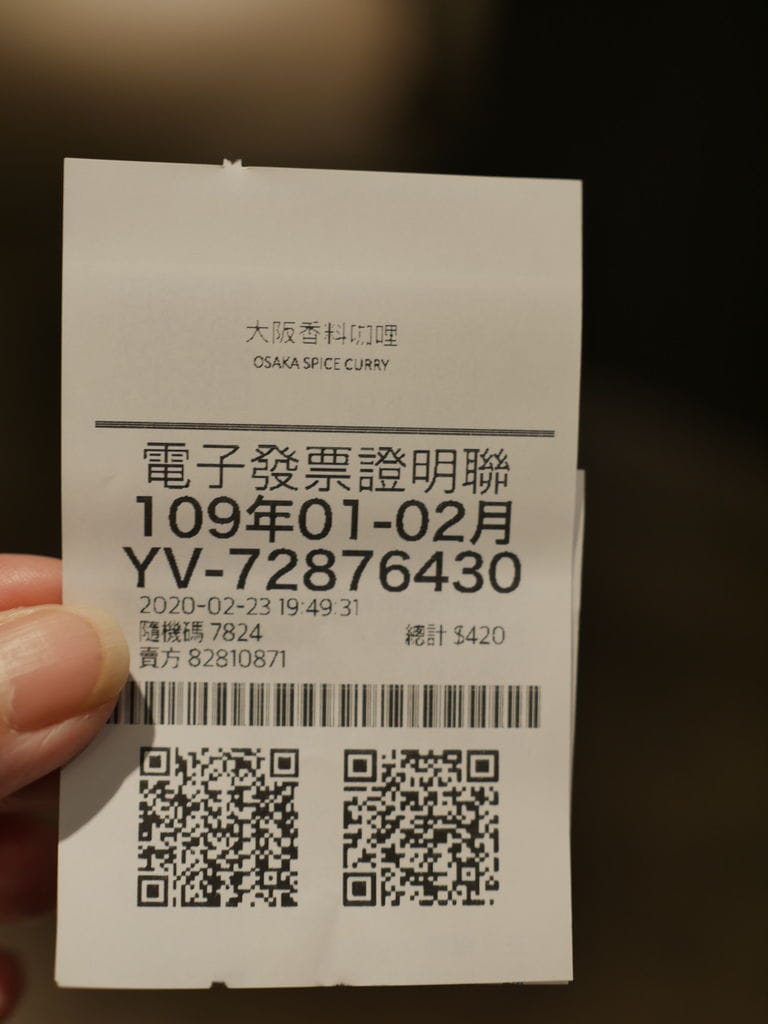 大阪香料咖哩
OSAKA SPICE CURRY
電子發票證明聯
109年01-02月
YV-72876430
2020-02-23 19:49:31
隨機碼 7824 總計 $420
賣方 82810871